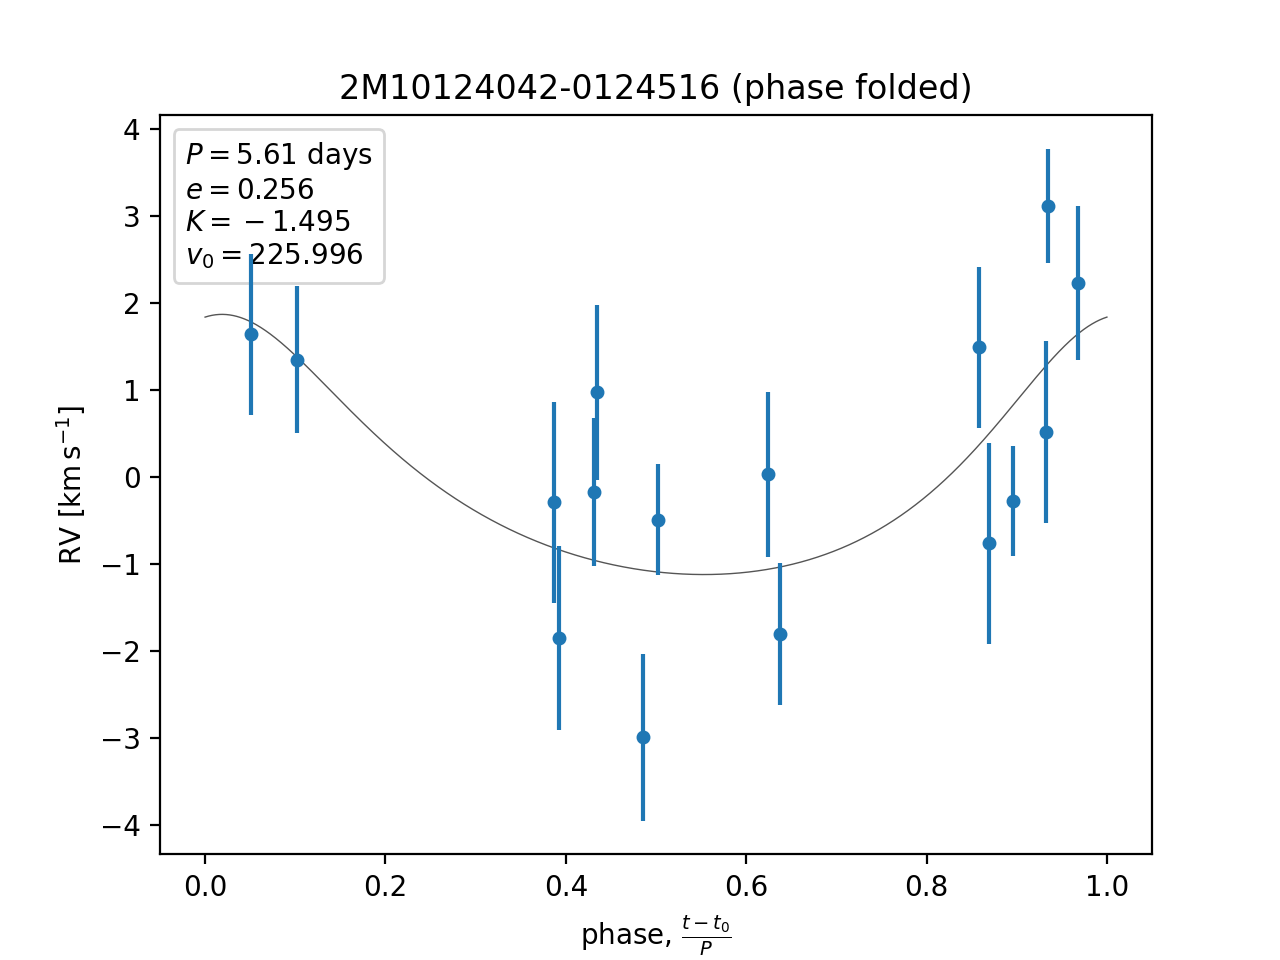 2M10124042-0124516 (phase folded)
P = 5.61 days
e = 0.256
K = −1.495
v₀ = 225.996
4
3
2
1
0
−1
−2
−3
−4
RV [km s⁻¹]
0.0 0.2 0.4 0.6 0.8 1.0
phase, (t − t₀)/P